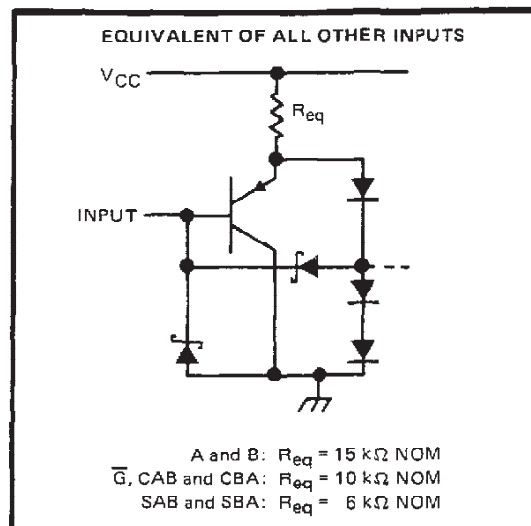 EQUIVALENT OF ALL OTHER INPUTS
VCC
Req
INPUT
A and B: Req = 15 kΩ NOM
G̅, CAB and CBA: Req = 10 kΩ NOM
SAB and SBA: Req = 6 kΩ NOM